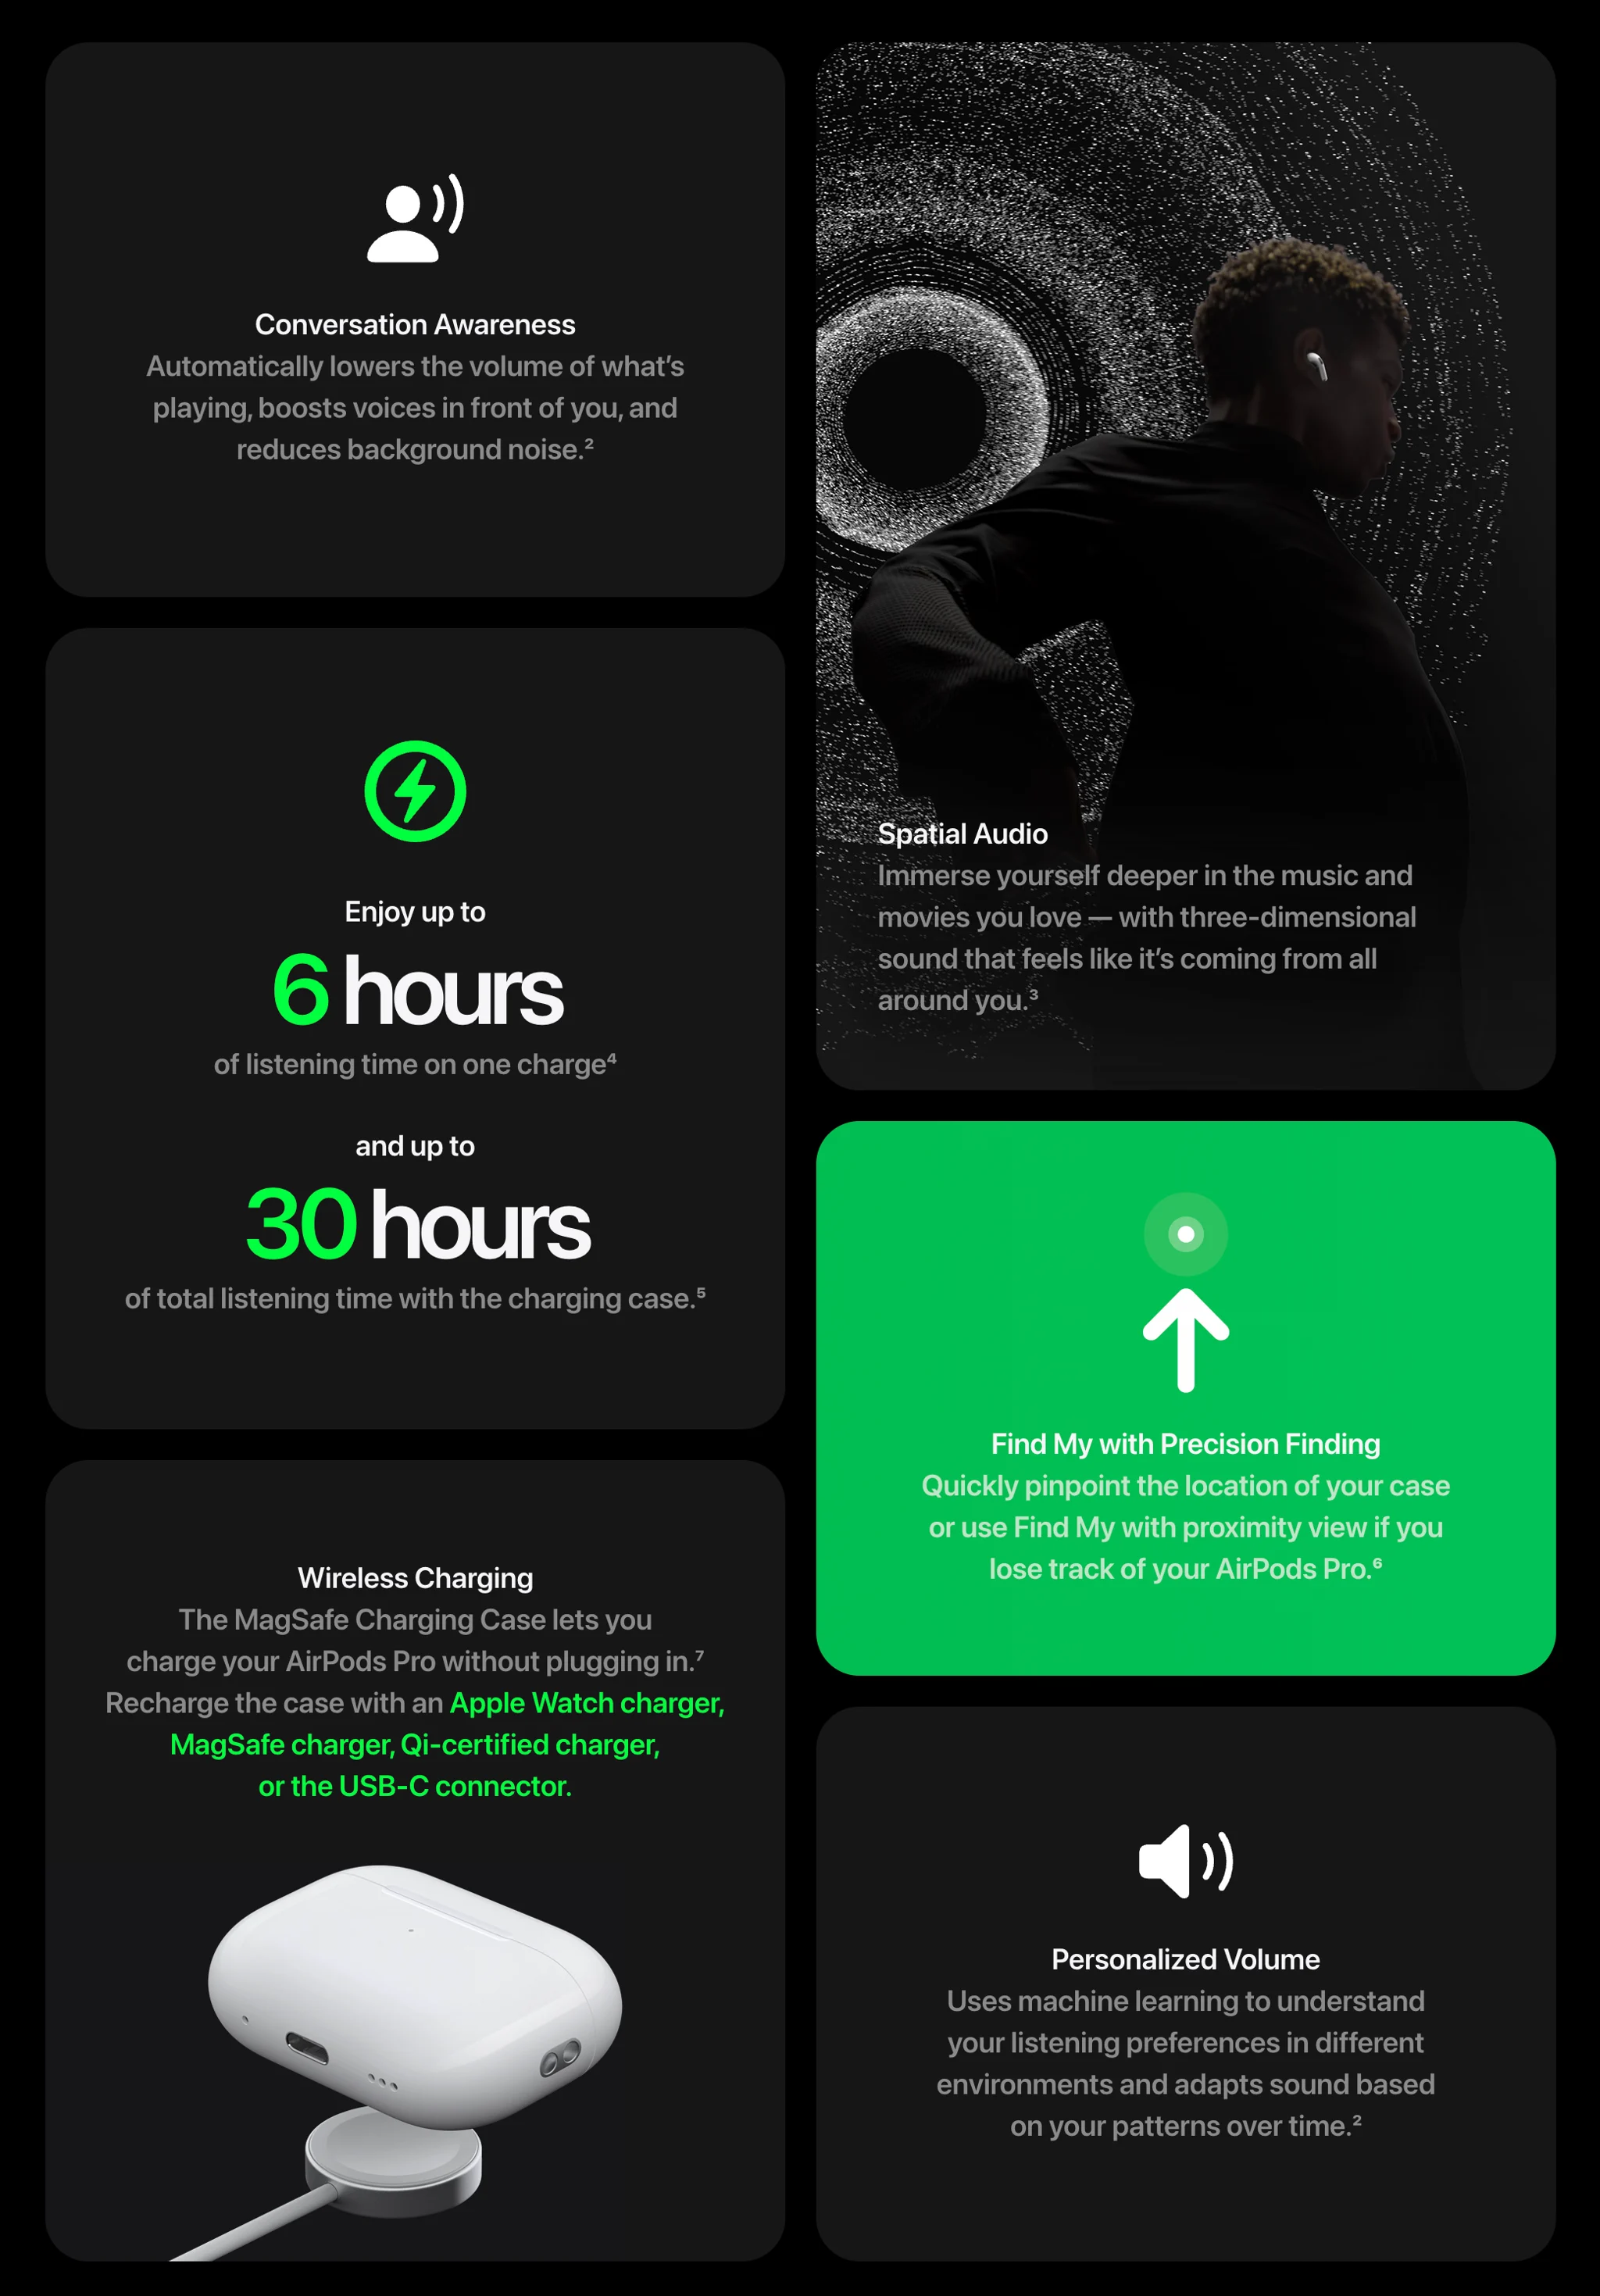 Conversation Awareness
Automatically lowers the volume of what’s
playing, boosts voices in front of you, and
reduces background noise.²
Enjoy up to
6 hours
of listening time on one charge⁴
and up to
30 hours
of total listening time with the charging case.⁵
Wireless Charging
The MagSafe Charging Case lets you
charge your AirPods Pro without plugging in.⁷
Recharge the case with an Apple Watch charger,
MagSafe charger, Qi-certified charger,
or the USB-C connector.
Spatial Audio
Immerse yourself deeper in the music and
movies you love — with three-dimensional
sound that feels like it’s coming from all
around you.³
Find My with Precision Finding
Quickly pinpoint the location of your case
or use Find My with proximity view if you
lose track of your AirPods Pro.⁶
Personalized Volume
Uses machine learning to understand
your listening preferences in different
environments and adapts sound based
on your patterns over time.²